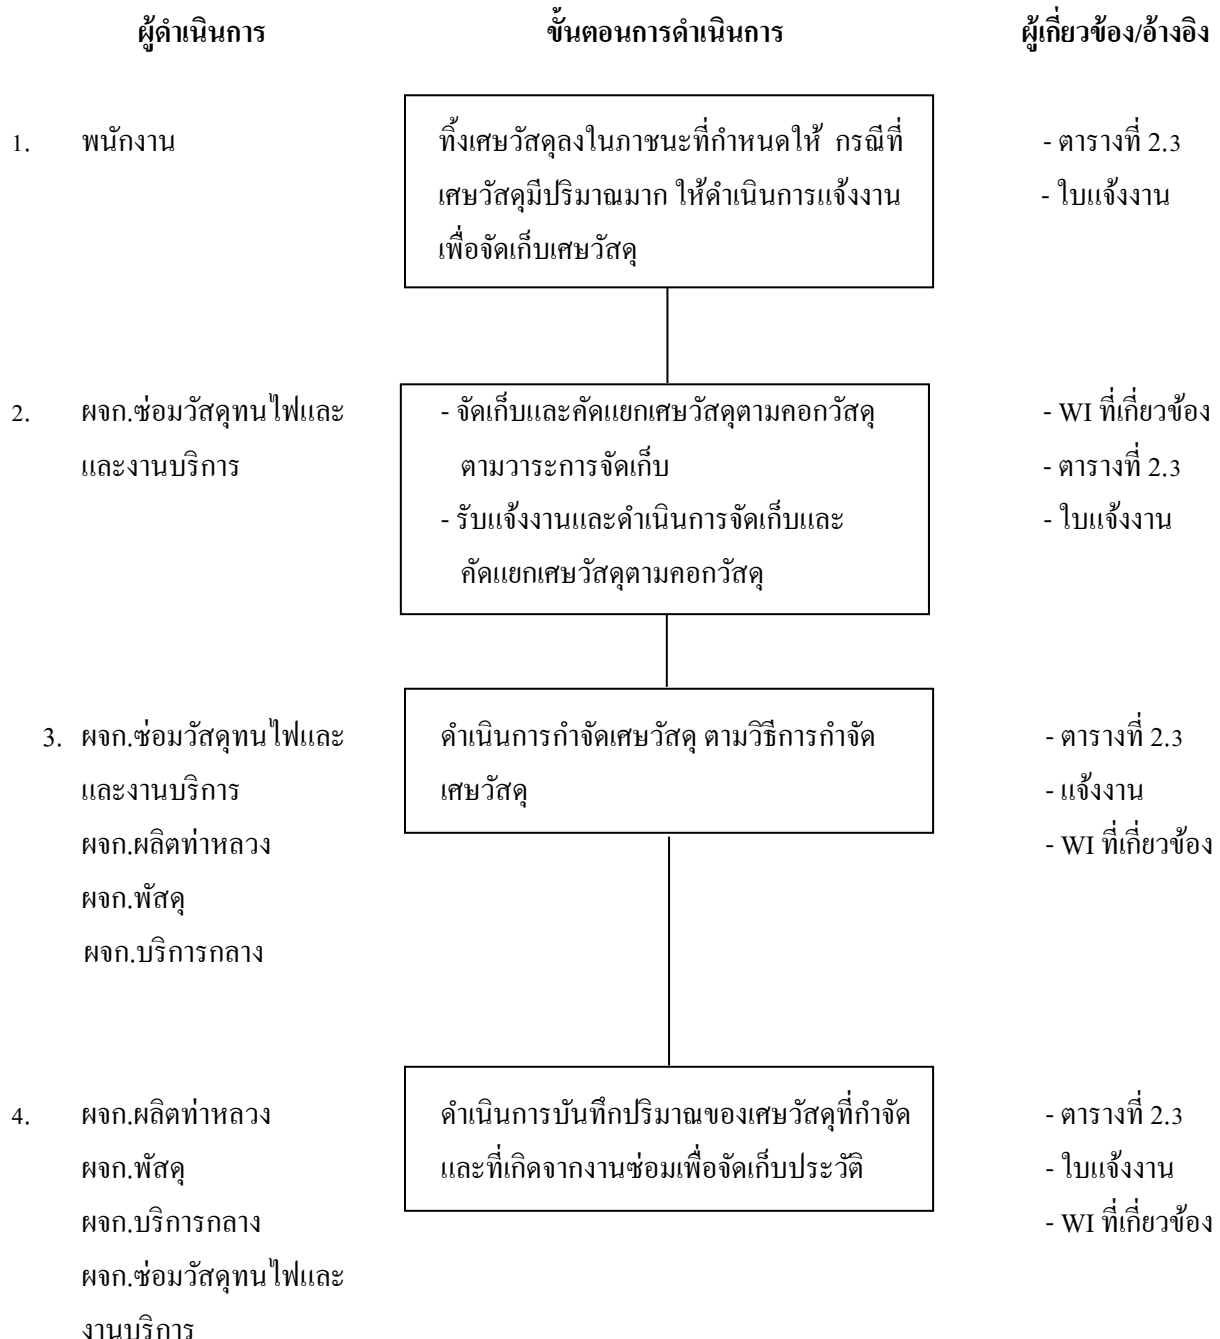 ผู้ดำเนินการ ขั้นตอนการดำเนินการ ผู้เกี่ยวข้อง/อ้างอิง
1. พนักงาน ทิ้งเศษวัสดุลงในภาชนะที่กำหนดให้ กรณีที่ - ตารางที่ 2.3
เศษวัสดุมีปริมาณมาก ให้ดำเนินการแจ้งงาน - ใบแจ้งงาน
เพื่อจัดเก็บเศษวัสดุ
2. ผจก.ซ่อมวัสดุทนไฟและ - จัดเก็บและคัดแยกเศษวัสดุตามคอกวัสดุ - WI ที่เกี่ยวข้อง
และงานบริการ ตามวาระการจัดเก็บ - ตารางที่ 2.3
- รับแจ้งงานและดำเนินการจัดเก็บและ - ใบแจ้งงาน
คัดแยกเศษวัสดุตามคอกวัสดุ
3. ผจก.ซ่อมวัสดุทนไฟและ ดำเนินการกำจัดเศษวัสดุ ตามวิธีการกำจัด - ตารางที่ 2.3
และงานบริการ เศษวัสดุ - แจ้งงาน
ผจก.ผลิตท่าหลวง - WI ที่เกี่ยวข้อง
ผจก.พัสดุ
ผจก.บริการกลาง
4. ผจก.ผลิตท่าหลวง ดำเนินการบันทึกปริมาณของเศษวัสดุที่กำจัด - ตารางที่ 2.3
ผจก.พัสดุ และที่เกิดจากงานซ่อมเพื่อจัดเก็บประวัติ - ใบแจ้งงาน
ผจก.บริการกลาง - WI ที่เกี่ยวข้อง
ผจก.ซ่อมวัสดุทนไฟและ
งานบริการ